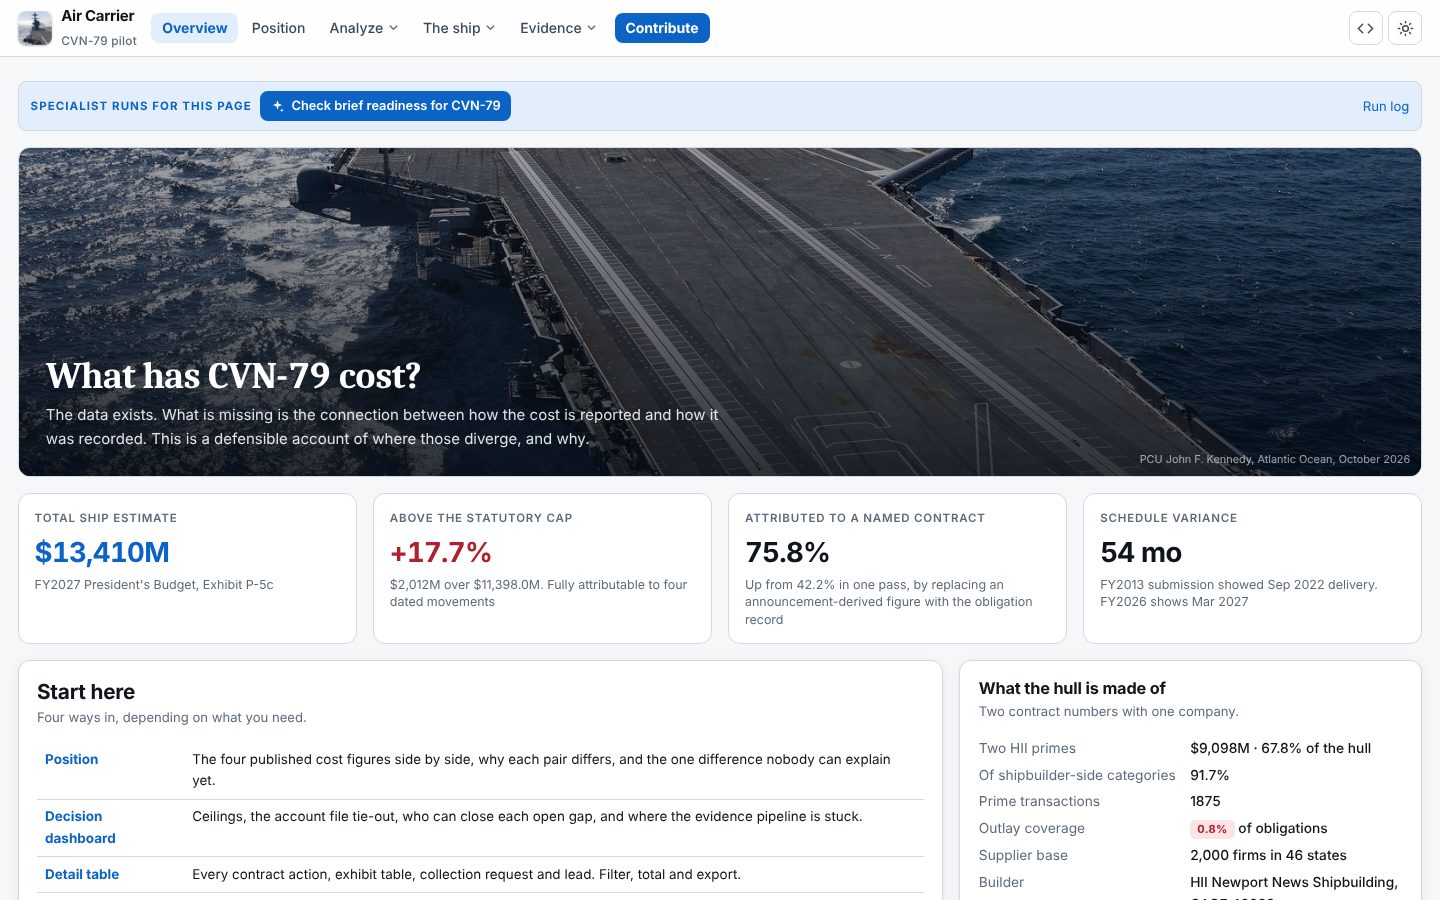 Air Carrier
CVN-79 pilot
Overview
Position
Analyze
The ship
Evidence
Contribute
SPECIALIST RUNS FOR THIS PAGE
Check brief readiness for CVN-79
Run log
What has CVN-79 cost?
The data exists. What is missing is the connection between how the cost is reported and how it
was recorded. This is a defensible account of where those diverge, and why.
PCU John F. Kennedy, Atlantic Ocean, October 2026
TOTAL SHIP ESTIMATE
$13,410M
FY2027 President's Budget, Exhibit P-5c
ABOVE THE STATUTORY CAP
+17.7%
$2,012M over $11,398.0M. Fully attributable to four
dated movements
ATTRIBUTED TO A NAMED CONTRACT
75.8%
Up from 42.2% in one pass, by replacing an
announcement-derived figure with the obligation
record
SCHEDULE VARIANCE
54 mo
FY2013 submission showed Sep 2022 delivery.
FY2026 shows Mar 2027
Start here
Four ways in, depending on what you need.
Position
The four published cost figures side by side, why each pair differs, and the one difference nobody can explain
yet.
Decision
dashboard
Ceilings, the account file tie-out, who can close each open gap, and where the evidence pipeline is stuck.
Detail table
Every contract action, exhibit table, collection request and lead. Filter, total and export.
What the hull is made of
Two contract numbers with one company.
Two HII primes
$9,098M · 67.8% of the hull
Of shipbuilder-side categories
91.7%
Prime transactions
1875
Outlay coverage
0.8% of obligations
Supplier base
2,000 firms in 46 states
Builder
HII Newport News Shipbuilding,